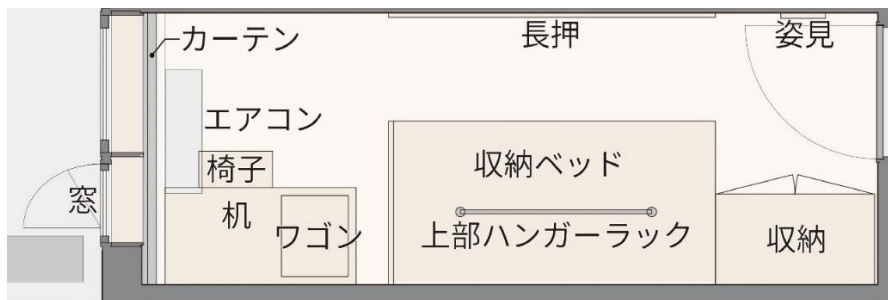 カーテン
長押
姿見
エアコン
椅子
収納ベッド
窓
机
ワゴン
上部ハンガーラック
収納